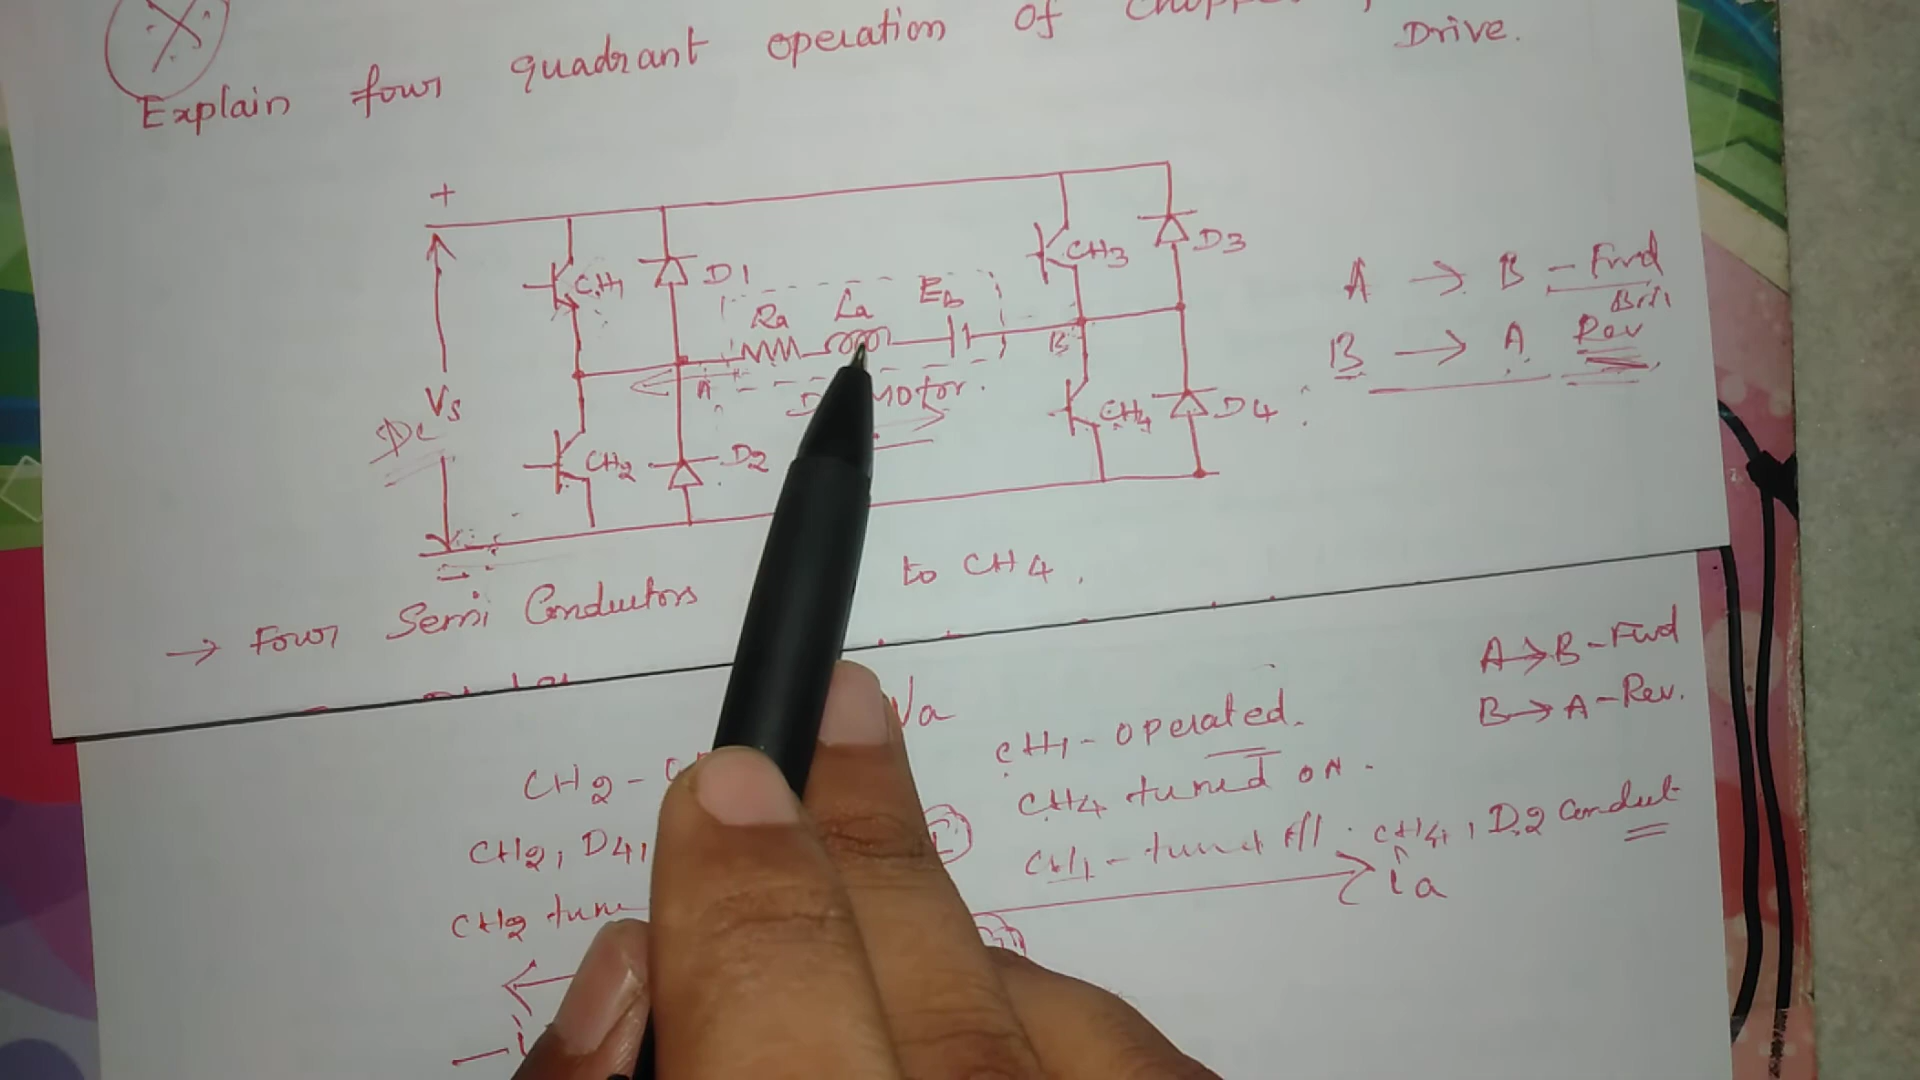 Explain four quadrant operation of
Drive.
+
CH1
D1
Ra La Eb
CH3
D3
A → B - Fwd
B → A Rev
A
B
DC Motor.
Vs
DC
CH2
D2
CH4
D4
-
→ Four Semi Conductors to CH4.
A→B-Fwd
B→A-Rev.
Va
CH1 - operated.
CH4 turned ON.
CH1 - turned off. CH4, D2 Conduct
ia
CH2 -
CH2, D4,
CH2